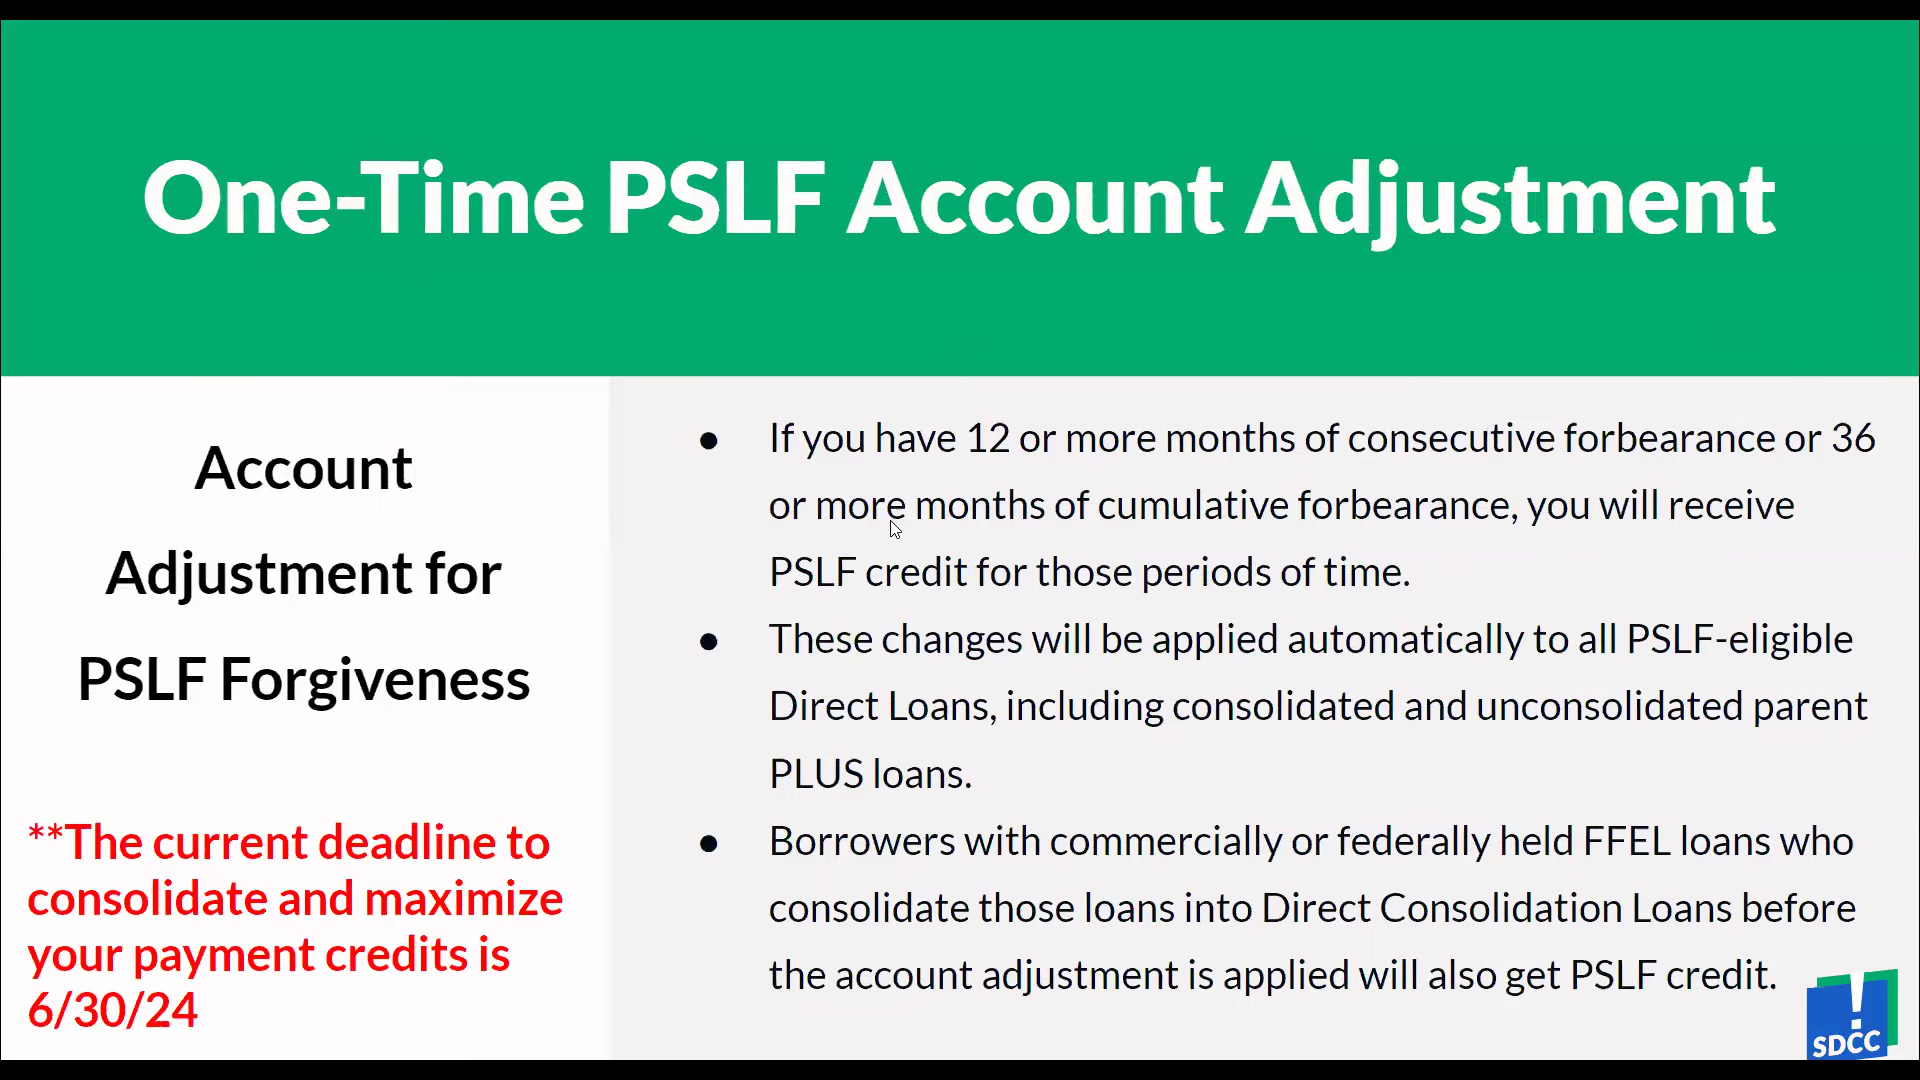 One-Time PSLF Account Adjustment
Account
Adjustment for
PSLF Forgiveness
**The current deadline to
consolidate and maximize
your payment credits is
6/30/24
● If you have 12 or more months of consecutive forbearance or 36
or more months of cumulative forbearance, you will receive
PSLF credit for those periods of time.
● These changes will be applied automatically to all PSLF-eligible
Direct Loans, including consolidated and unconsolidated parent
PLUS loans.
● Borrowers with commercially or federally held FFEL loans who
consolidate those loans into Direct Consolidation Loans before
the account adjustment is applied will also get PSLF credit.
!
SDCC